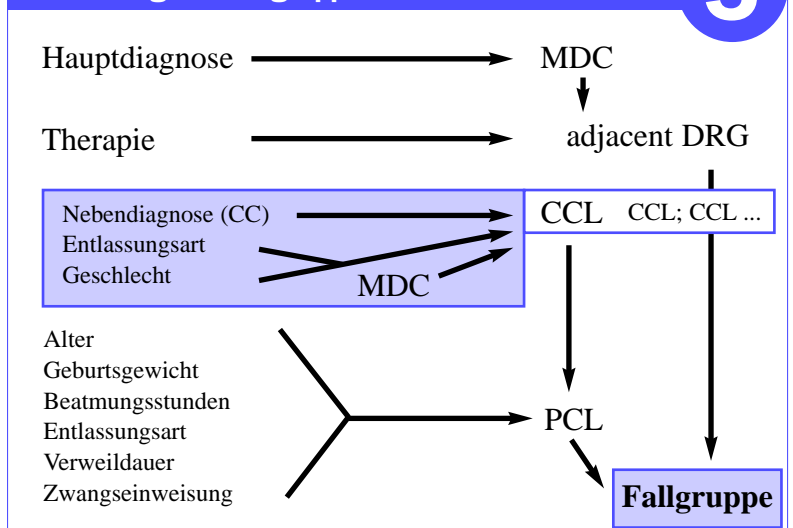 Hauptdiagnose MDC
Therapie adjacent DRG
Nebendiagnose (CC) CCL CCL; CCL ...
Entlassungsart
Geschlecht
MDC
Alter
Geburtsgewicht
Beatmungsstunden
Entlassungsart
Verweildauer
Zwangseinweisung
PCL
Fallgruppe